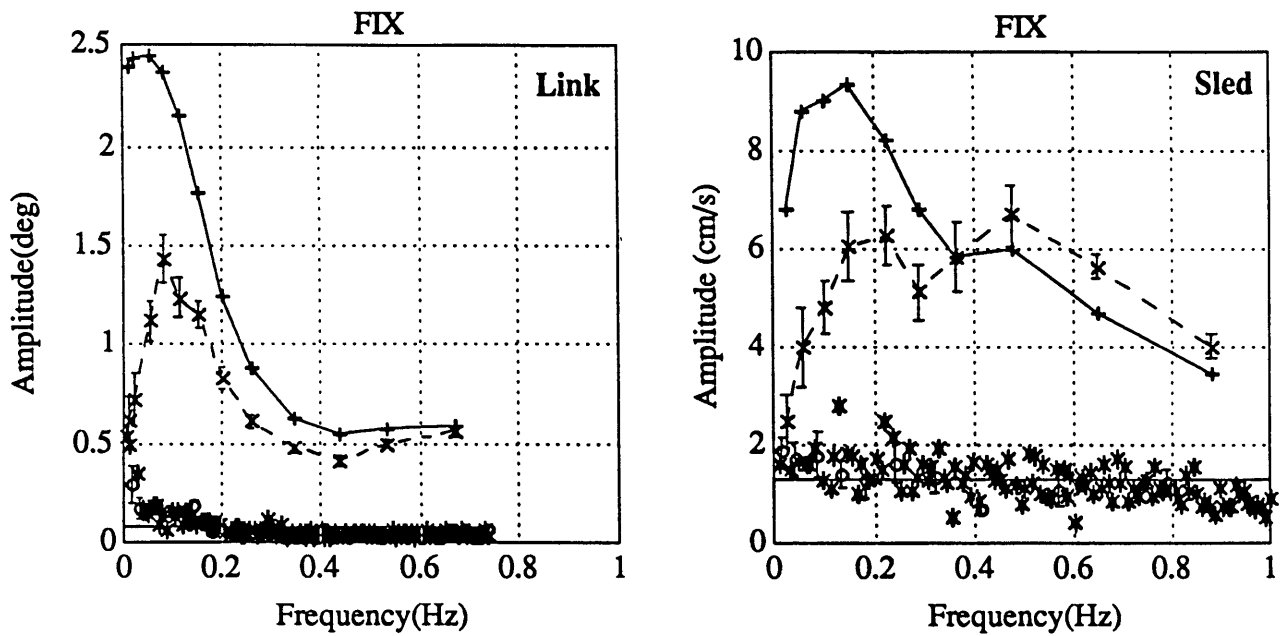 FIX
Link
2.5
2
1.5
1
0.5
0
Amplitude(deg)
0 0.2 0.4 0.6 0.8 1
Frequency(Hz)
FIX
Sled
10
8
6
4
2
0
Amplitude (cm/s)
0 0.2 0.4 0.6 0.8 1
Frequency(Hz)